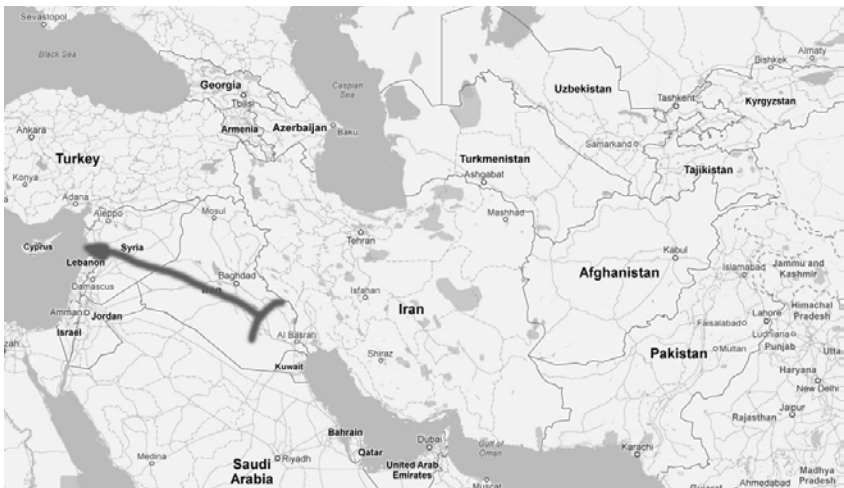 Sevastopol
Black Sea
Georgia
Tbilisi
Armenia
Azerbaijan
Baku
Caspian
Sea
Uzbekistan
Tashkent
Bishkek
Almaty
Kyrgyzstan
Samarkand
Tajikistan
Turkmenistan
Ashgabat
Ankara
Turkey
Konya
Adana
Aleppo
Mosul
Cyprus
Syria
Lebanon
Damascus
Baghdad
Amman
Jordan
Israel
Tehran
Mashhad
Isfahan
Iran
Shiraz
Al Basrah
Kuwait
Kabul
Afghanistan
Islamabad
Jammu and
Kashmir
Himachal
Pradesh
Lahore
Faisalabad
Ludhiana
Punjab
Multan
Pakistan
Haryana
New Delhi
Utta
Jaipur
Rajasthan
zah
Medina
Saudi
Arabia
Riyadh
Bahrain
Qatar
Dubai
United Arab
Emirates
Gulf of
Oman
Muscat
Karachi
Gujarat
Ahmedabad
Madhya
Pradesh